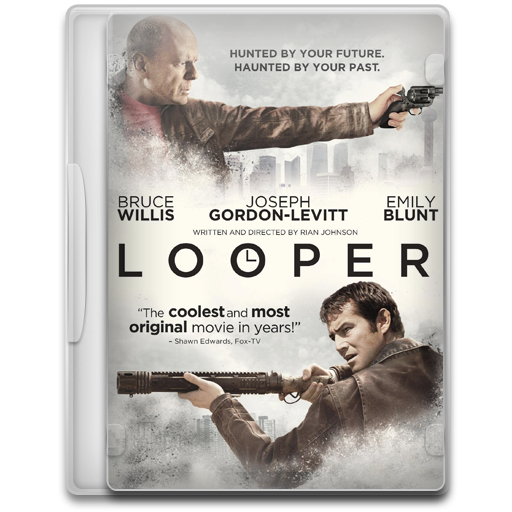 HUNTED BY YOUR FUTURE.
HAUNTED BY YOUR PAST.
BRUCE WILLIS
JOSEPH GORDON-LEVITT
EMILY BLUNT
WRITTEN AND DIRECTED BY RIAN JOHNSON
LOOPER
"The coolest and most
original movie in years!"
– Shawn Edwards, Fox-TV